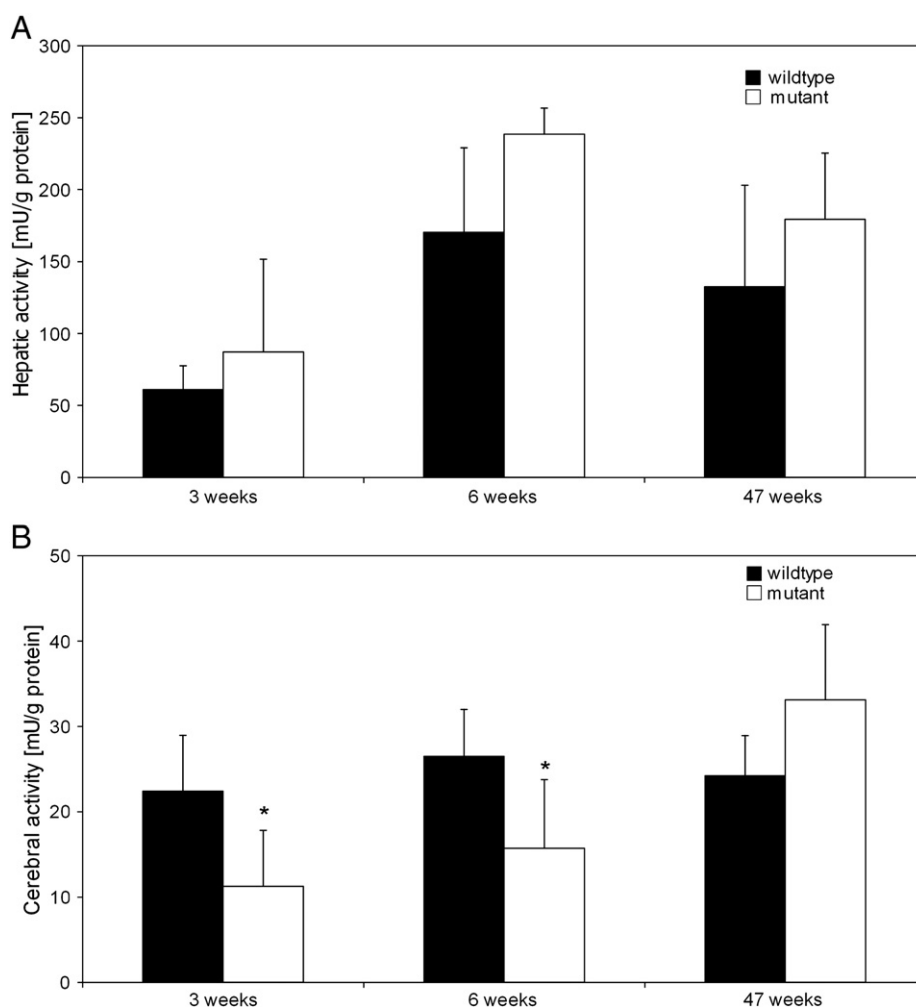 A
300
250
200
150
100
50
0
Hepatic activity [mU/g protein]
wildtype
mutant
3 weeks
6 weeks
47 weeks
B
50
40
30
20
10
0
Cerebral activity [mU/g protein]
wildtype
mutant
*
*
3 weeks
6 weeks
47 weeks